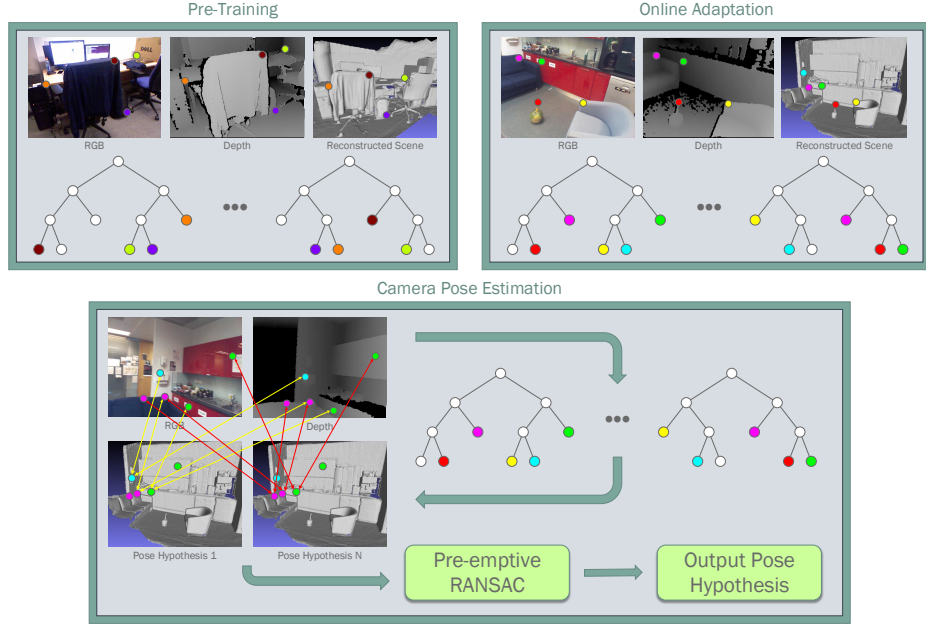 Pre-Training
Online Adaptation
DELL
RGB
Depth
Reconstructed Scene
RGB
Depth
Reconstructed Scene
Camera Pose Estimation
RGB
Depth
Pose Hypothesis 1
Pose Hypothesis N
Pre-emptive
RANSAC
Output Pose
Hypothesis